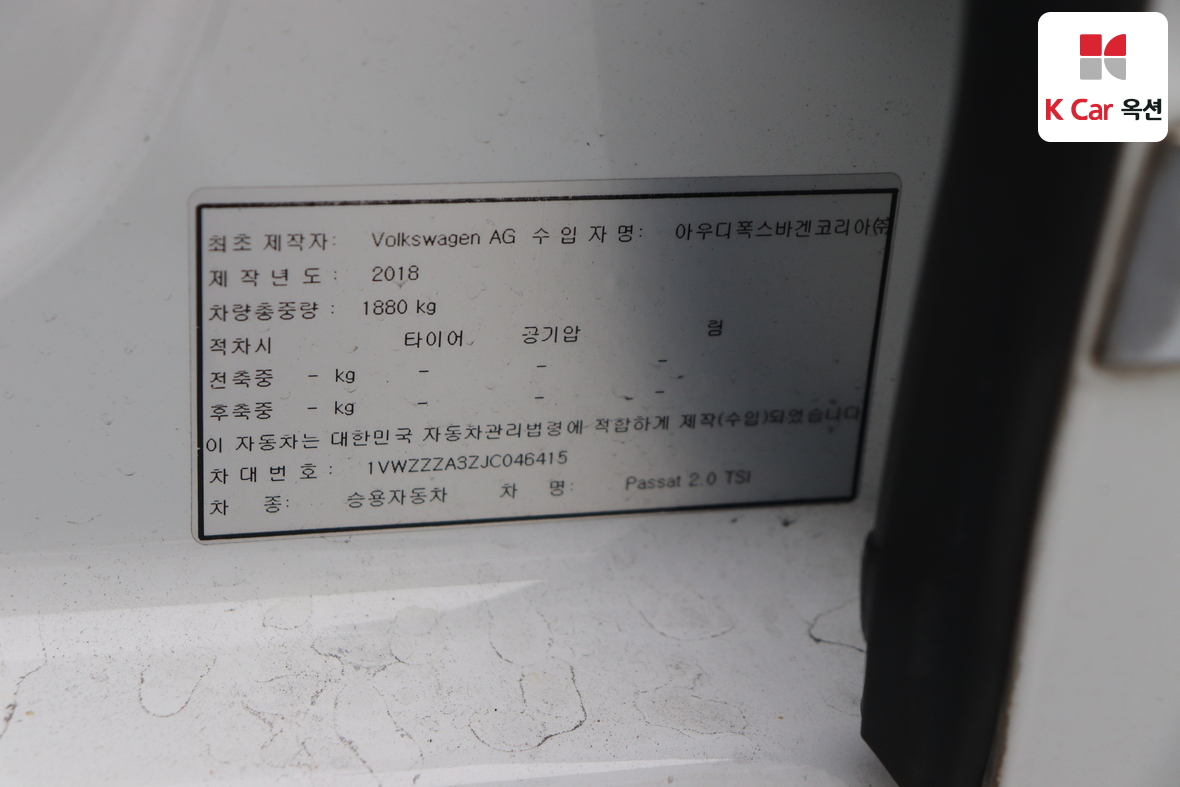 K Car 옥션
최초 제작자: Volkswagen AG 수 입 자 명: 아우디폭스바겐코리아㈜
제 작 년 도 : 2018
차량총중량 : 1880 kg
적차시 타이어 공기압 림
전축중 - kg - - -
후축중 - kg - - -
이 자동차는 대한민국 자동차관리법령에 적합하게 제작(수입)되었습니다
차 대 번 호 : 1VWZZZA3ZJC046415
차 종: 승용자동차 차 명: Passat 2.0 TSI